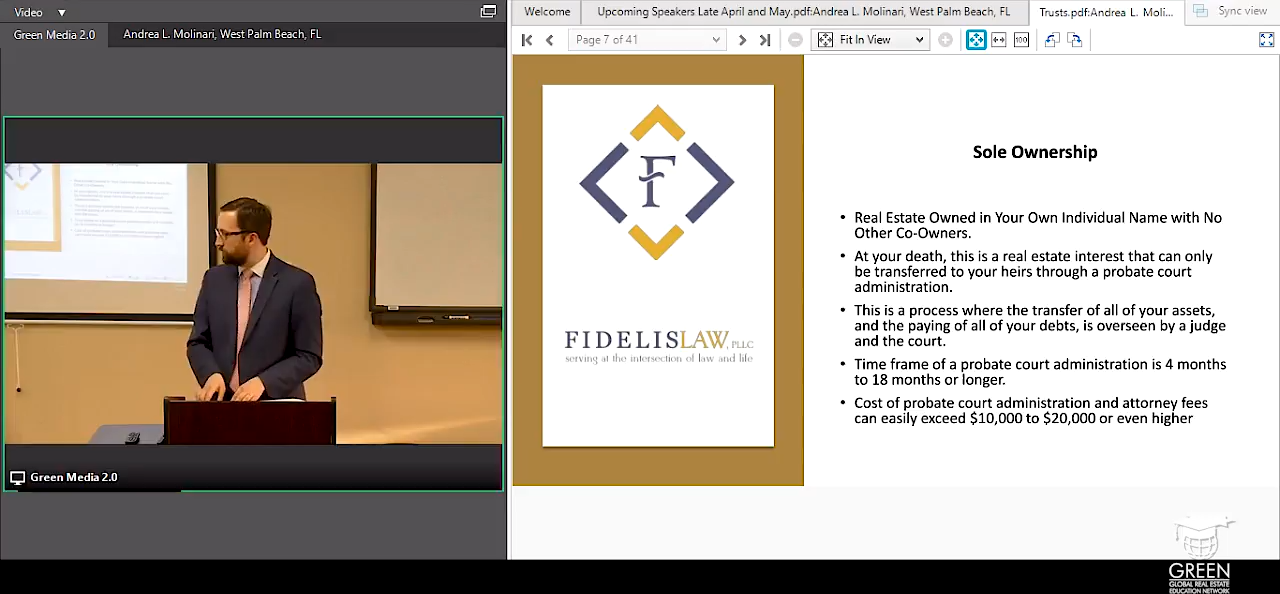 Video
Green Media 2.0
Andrea L. Molinari, West Palm Beach, FL
Green Media 2.0
Welcome
Upcoming Speakers Late April and May.pdf:Andrea L. Molinari, West Palm Beach, FL
Trusts.pdf:Andrea L. Moli...
Sync view
Page 7 of 41
Fit In View
100
F
FIDELISLAW, PLLC
serving at the intersection of law and life
Sole Ownership
• Real Estate Owned in Your Own Individual Name with No
Other Co-Owners.
• At your death, this is a real estate interest that can only
be transferred to your heirs through a probate court
administration.
• This is a process where the transfer of all of your assets,
and the paying of all of your debts, is overseen by a judge
and the court.
• Time frame of a probate court administration is 4 months
to 18 months or longer.
• Cost of probate court administration and attorney fees
can easily exceed $10,000 to $20,000 or even higher
GREEN
GLOBAL REAL ESTATE
EDUCATION NETWORK